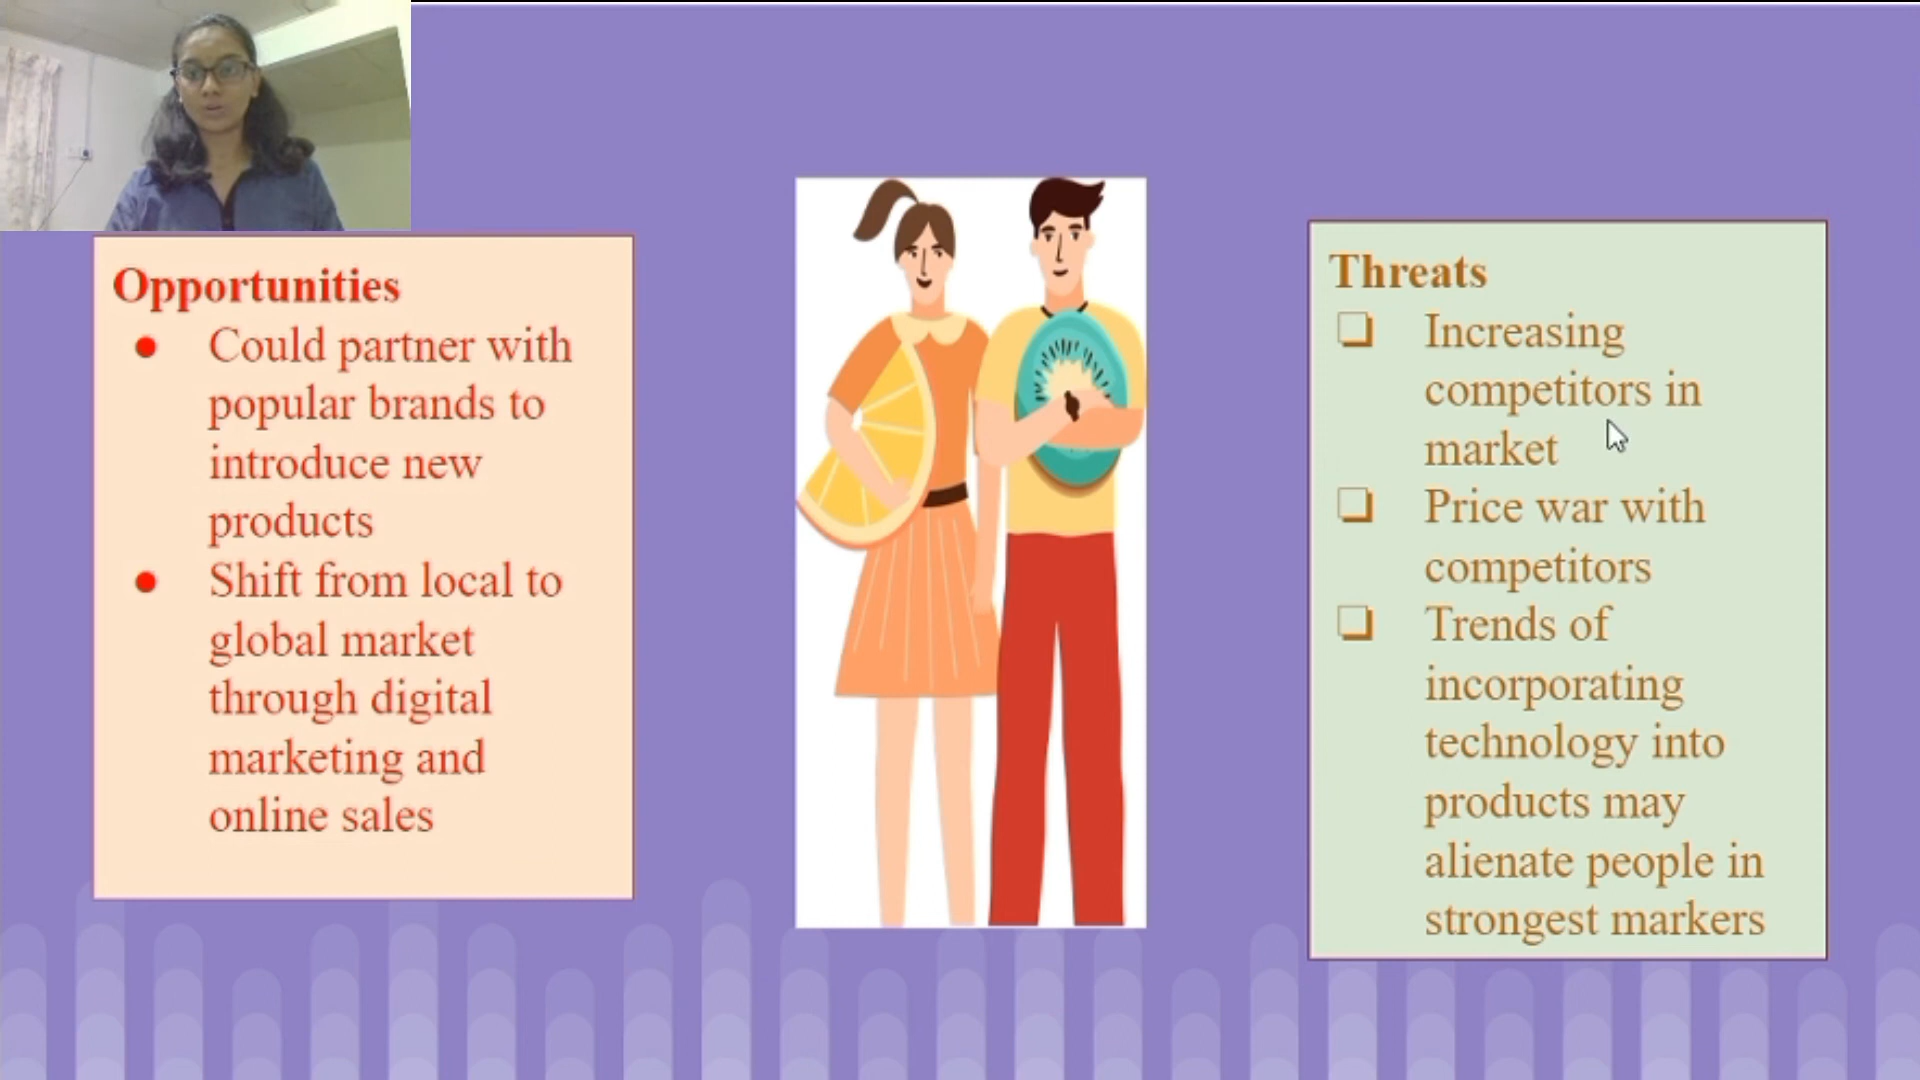 Opportunities
● Could partner with
popular brands to
introduce new
products
● Shift from local to
global market
through digital
marketing and
online sales
Threats
❑ Increasing
competitors in
market
❑ Price war with
competitors
❑ Trends of
incorporating
technology into
products may
alienate people in
strongest markers